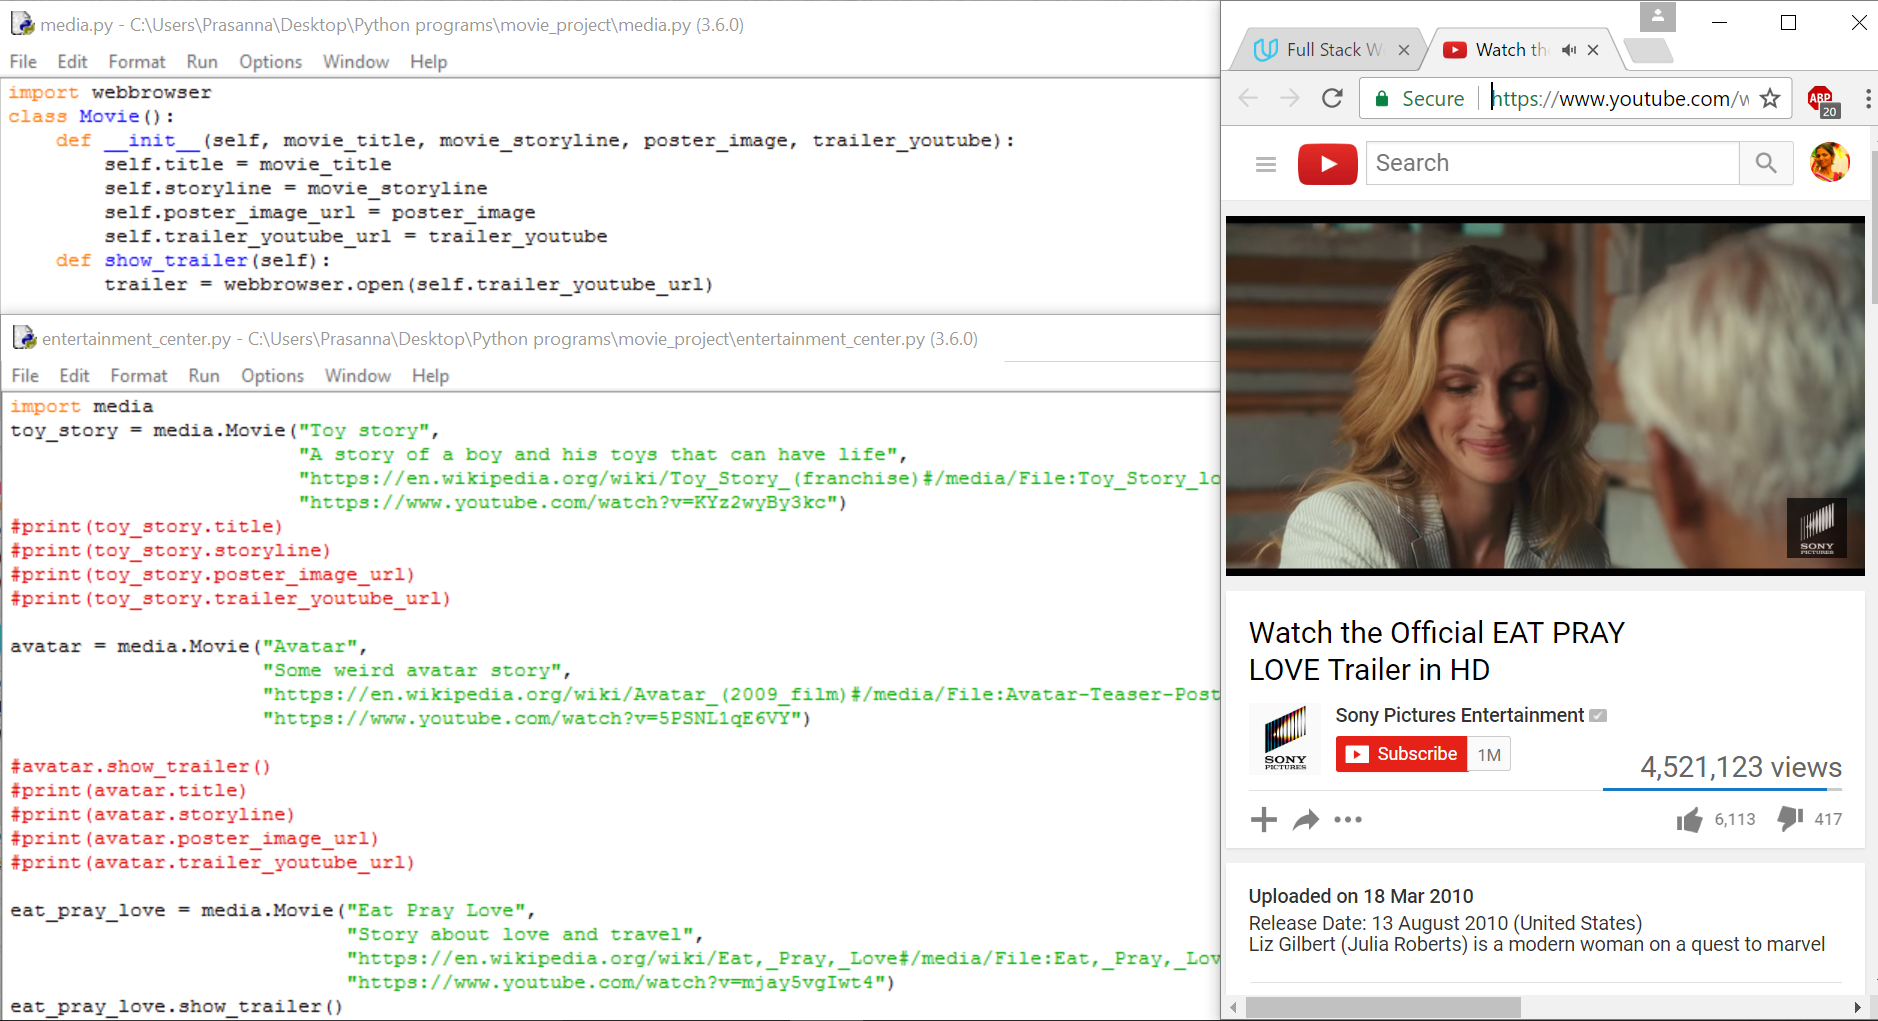 media.py - C:\Users\Prasanna\Desktop\Python programs\movie_project\media.py (3.6.0)
File Edit Format Run Options Window Help
import webbrowser
class Movie():
    def __init__(self, movie_title, movie_storyline, poster_image, trailer_youtube):
        self.title = movie_title
        self.storyline = movie_storyline
        self.poster_image_url = poster_image
        self.trailer_youtube_url = trailer_youtube
    def show_trailer(self):
        trailer = webbrowser.open(self.trailer_youtube_url)
entertainment_center.py - C:\Users\Prasanna\Desktop\Python programs\movie_project\entertainment_center.py (3.6.0)
File Edit Format Run Options Window Help
import media
toy_story = media.Movie("Toy story",
                        "A story of a boy and his toys that can have life",
                        "https://en.wikipedia.org/wiki/Toy_Story_(franchise)#/media/File:Toy_Story_lo
                        "https://www.youtube.com/watch?v=KYz2wyBy3kc")
#print(toy_story.title)
#print(toy_story.storyline)
#print(toy_story.poster_image_url)
#print(toy_story.trailer_youtube_url)
avatar = media.Movie("Avatar",
                     "Some weird avatar story",
                     "https://en.wikipedia.org/wiki/Avatar_(2009_film)#/media/File:Avatar-Teaser-Post
                     "https://www.youtube.com/watch?v=5PSNL1qE6VY")
#avatar.show_trailer()
#print(avatar.title)
#print(avatar.storyline)
#print(avatar.poster_image_url)
#print(avatar.trailer_youtube_url)
eat_pray_love = media.Movie("Eat Pray Love",
                            "Story about love and travel",
                            "https://en.wikipedia.org/wiki/Eat,_Pray,_Love#/media/File:Eat,_Pray,_Lov
                            "https://www.youtube.com/watch?v=mjay5vgIwt4")
eat_pray_love.show_trailer()
Full Stack W
Watch th
Secure https://www.youtube.com/w
ABP
20
Search
SONY
PICTURES
Watch the Official EAT PRAY
LOVE Trailer in HD
SONY
PICTURES
Sony Pictures Entertainment
Subscribe 1M
4,521,123 views
6,113 417
Uploaded on 18 Mar 2010
Release Date: 13 August 2010 (United States)
Liz Gilbert (Julia Roberts) is a modern woman on a quest to marvel